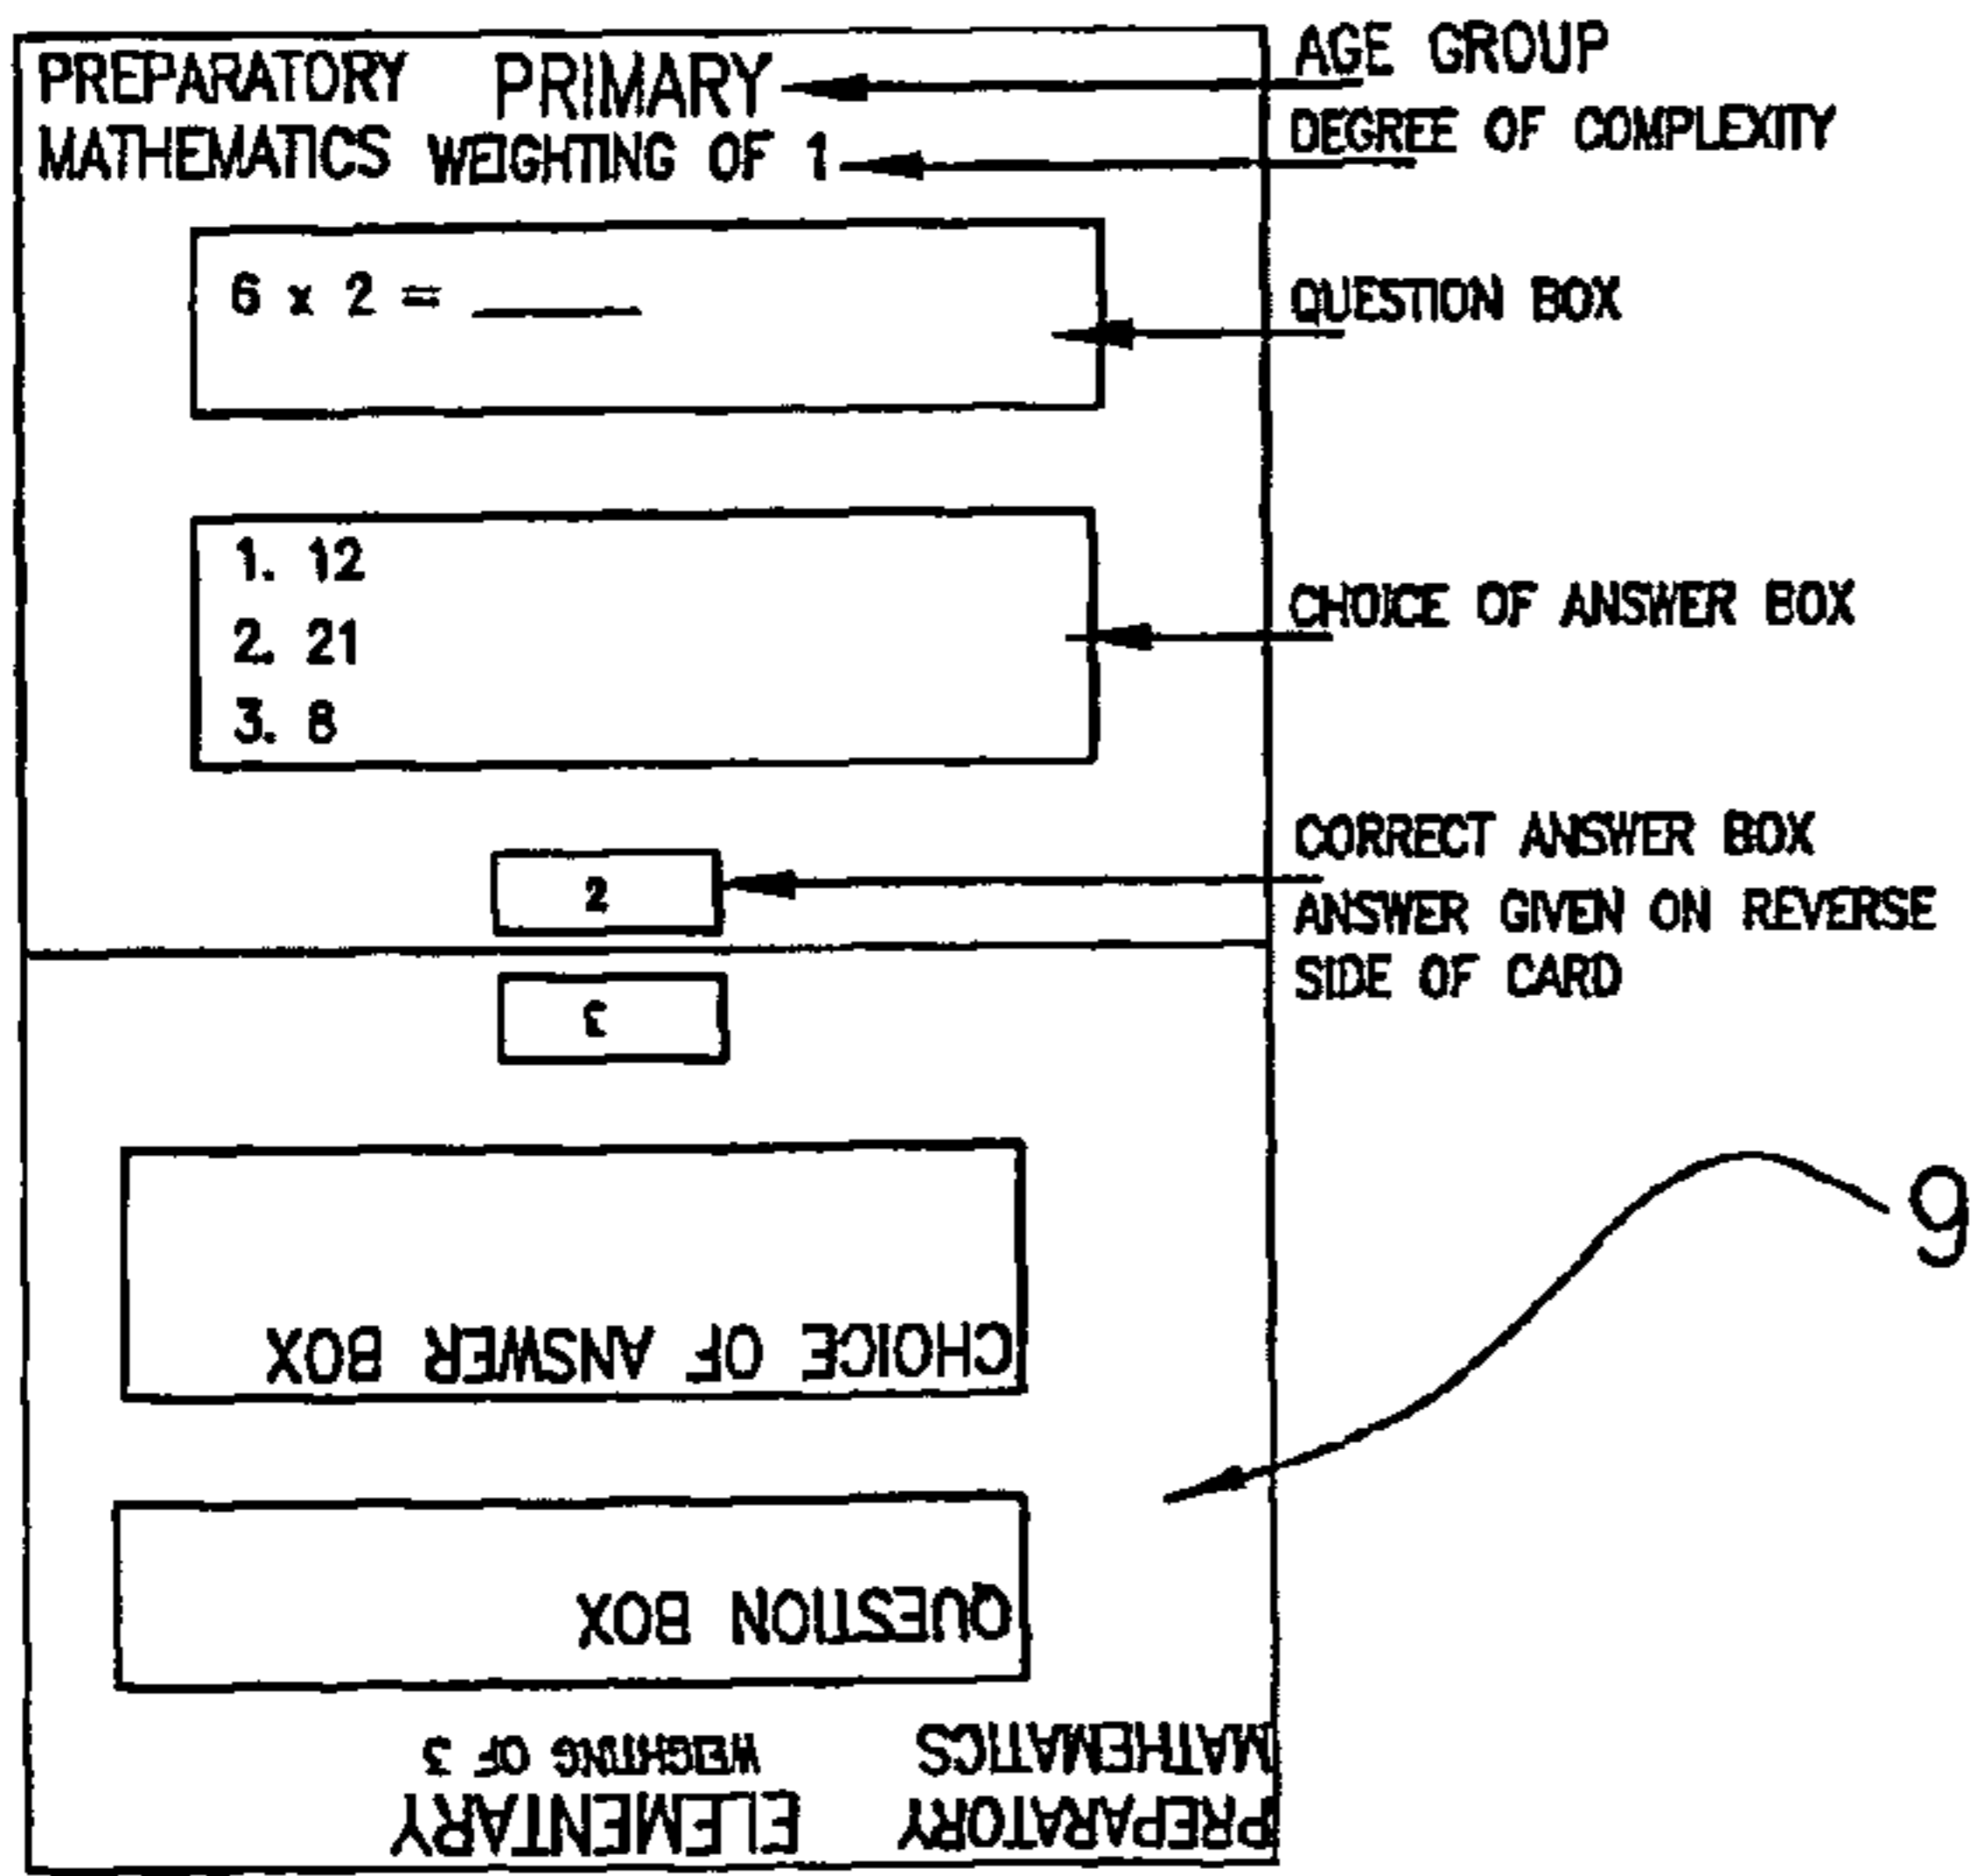 PREPARATORY PRIMARY
AGE GROUP
MATHEMATICS WEIGHTING OF 1
DEGREE OF COMPLEXITY
6 x 2 = ____
QUESTION BOX
1. 12
2. 21
3. 8
CHOICE OF ANSWER BOX
2
CORRECT ANSWER BOX
ANSWER GIVEN ON REVERSE
SIDE OF CARD
9
PREPARATORY ELEMENTARY
MATHEMATICS WEIGHTING OF 3
QUESTION BOX
CHOICE OF ANSWER BOX